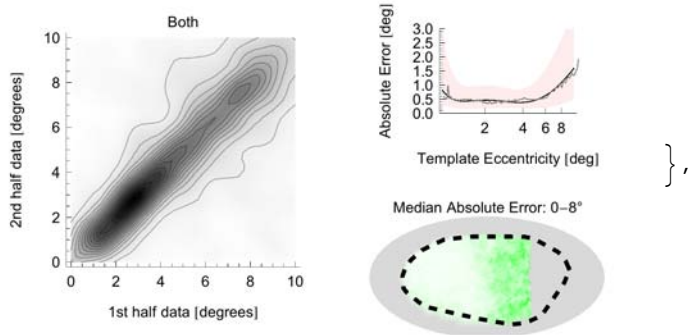 Both
10
8
6
4
2
0
0 2 4 6 8 10
2nd half data [degrees]
1st half data [degrees]
Absolute Error [deg]
3.0
2.5
2.0
1.5
1.0
0.5
0.0
2 4 6 8
Template Eccentricity [deg]
},
Median Absolute Error: 0–8°